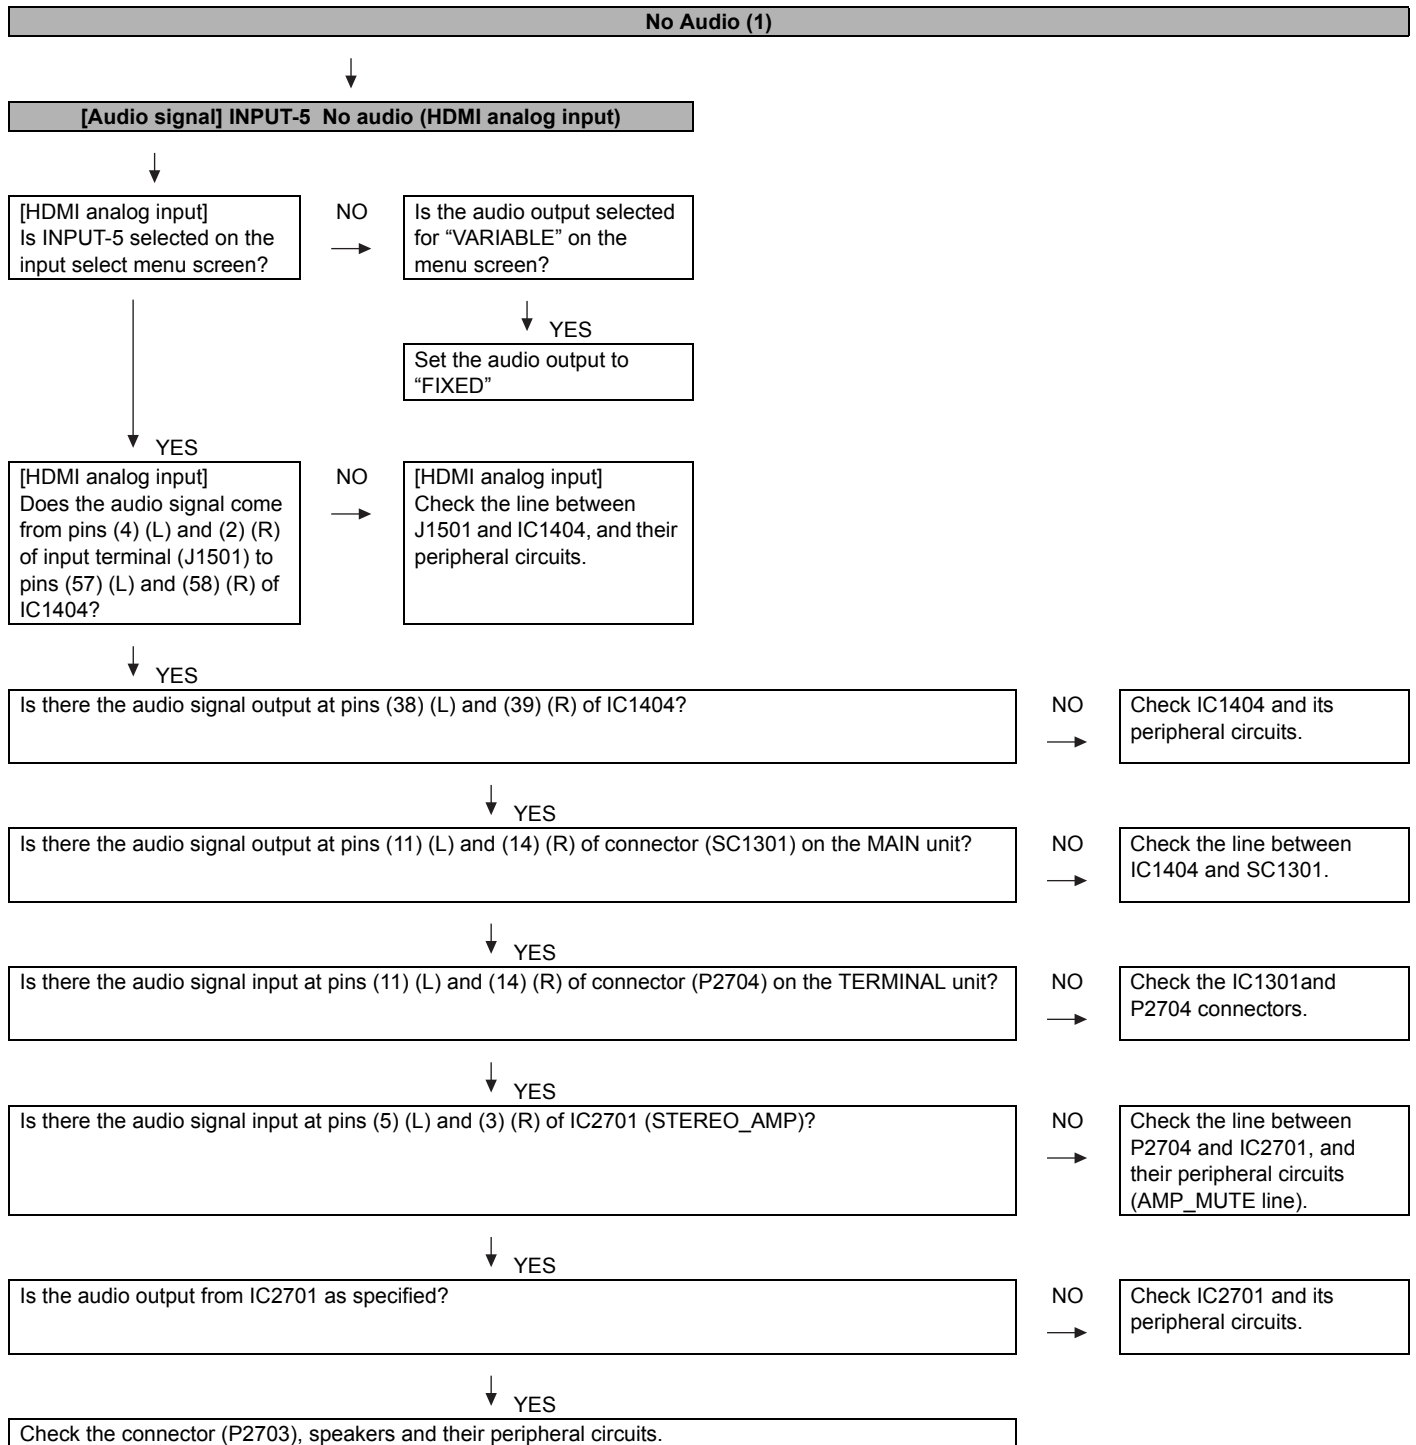 No Audio (1)
[Audio signal] INPUT-5  No audio (HDMI analog input)
[HDMI analog input]
Is INPUT-5 selected on the
input select menu screen?
NO
Is the audio output selected
for “VARIABLE” on the
menu screen?
YES
Set the audio output to
“FIXED”
YES
[HDMI analog input]
Does the audio signal come
from pins (4) (L) and (2) (R)
of input terminal (J1501) to
pins (57) (L) and (58) (R) of
IC1404?
NO
[HDMI analog input]
Check the line between
J1501 and IC1404, and their
peripheral circuits.
YES
Is there the audio signal output at pins (38) (L) and (39) (R) of IC1404?
NO
Check IC1404 and its
peripheral circuits.
YES
Is there the audio signal output at pins (11) (L) and (14) (R) of connector (SC1301) on the MAIN unit?
NO
Check the line between
IC1404 and SC1301.
YES
Is there the audio signal input at pins (11) (L) and (14) (R) of connector (P2704) on the TERMINAL unit?
NO
Check the IC1301and
P2704 connectors.
YES
Is there the audio signal input at pins (5) (L) and (3) (R) of IC2701 (STEREO_AMP)?
NO
Check the line between
P2704 and IC2701, and
their peripheral circuits
(AMP_MUTE line).
YES
Is the audio output from IC2701 as specified?
NO
Check IC2701 and its
peripheral circuits.
YES
Check the connector (P2703), speakers and their peripheral circuits.